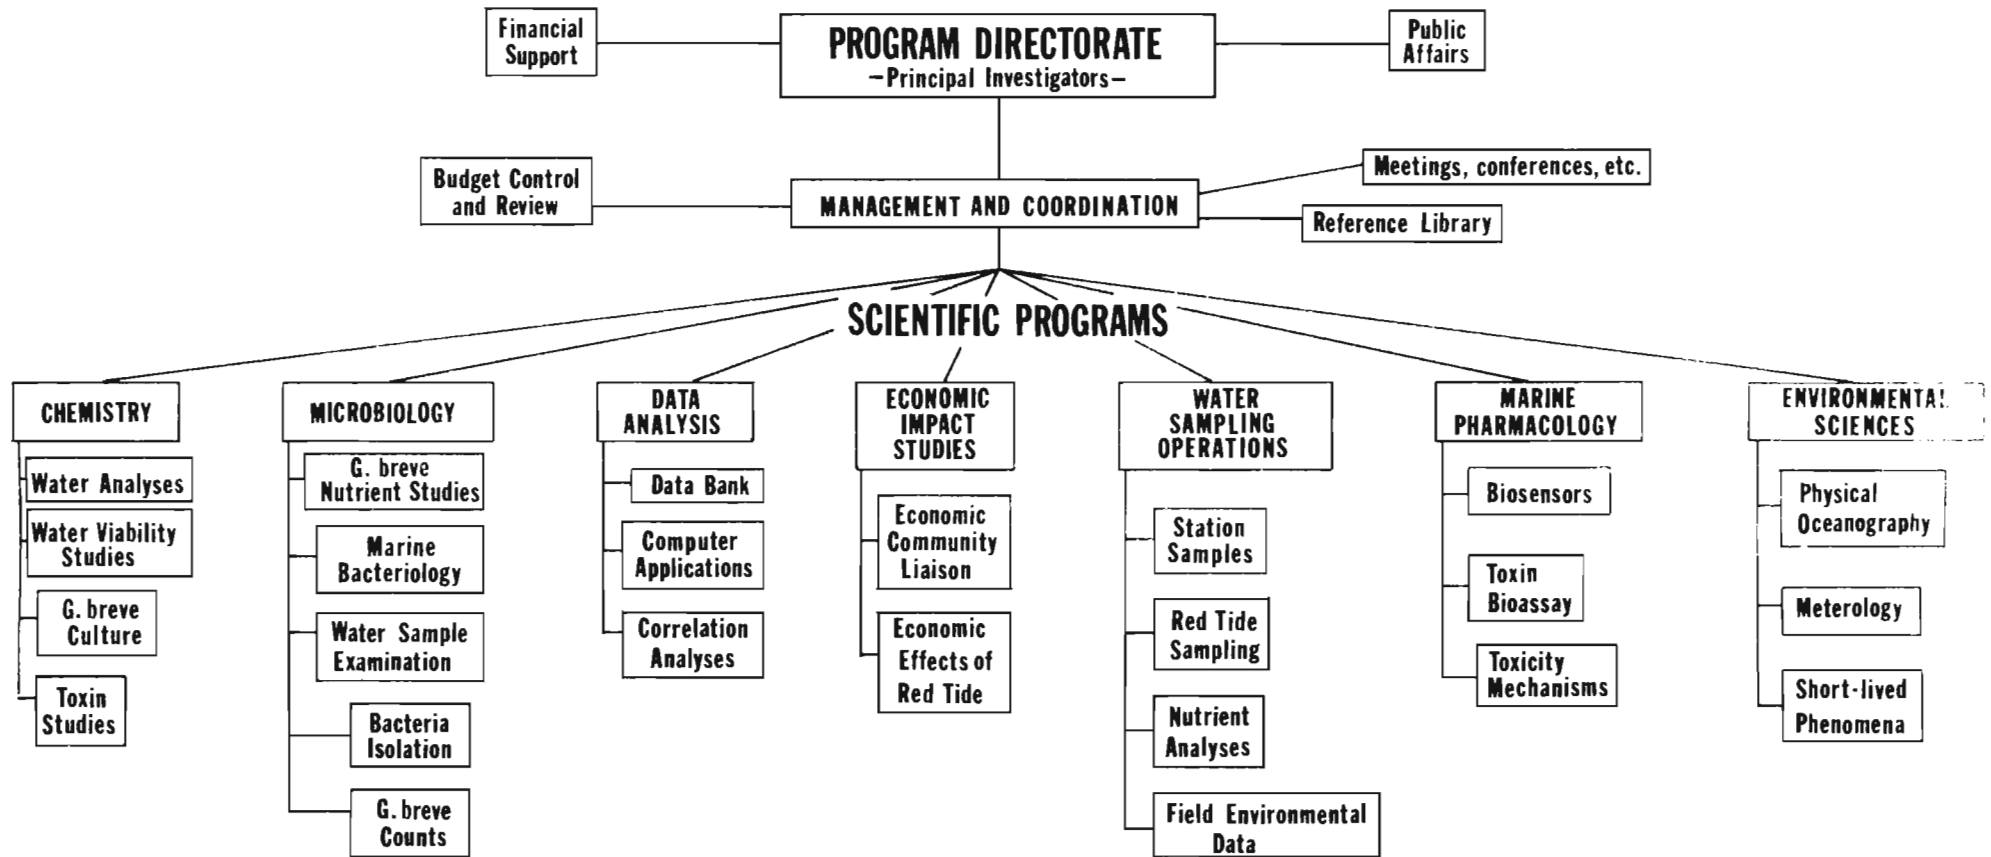 Financial
Support
PROGRAM DIRECTORATE
—Principal Investigators—
Public
Affairs
Budget Control
and Review
MANAGEMENT AND COORDINATION
Meetings, conferences, etc.
Reference Library
SCIENTIFIC PROGRAMS
CHEMISTRY
Water Analyses
Water Viability
Studies
G. breve
Culture
Toxin
Studies
MICROBIOLOGY
G. breve
Nutrient Studies
Marine
Bacteriology
Water Sample
Examination
Bacteria
Isolation
G. breve
Counts
DATA
ANALYSIS
Data Bank
Computer
Applications
Correlation
Analyses
ECONOMIC
IMPACT
STUDIES
Economic
Community
Liaison
Economic
Effects of
Red Tide
WATER
SAMPLING
OPERATIONS
Station
Samples
Red Tide
Sampling
Nutrient
Analyses
Field Environmental
Data
MARINE
PHARMACOLOGY
Biosensors
Toxin
Bioassay
Toxicity
Mechanisms
ENVIRONMENTAL
SCIENCES
Physical
Oceanography
Meterology
Short-lived
Phenomena